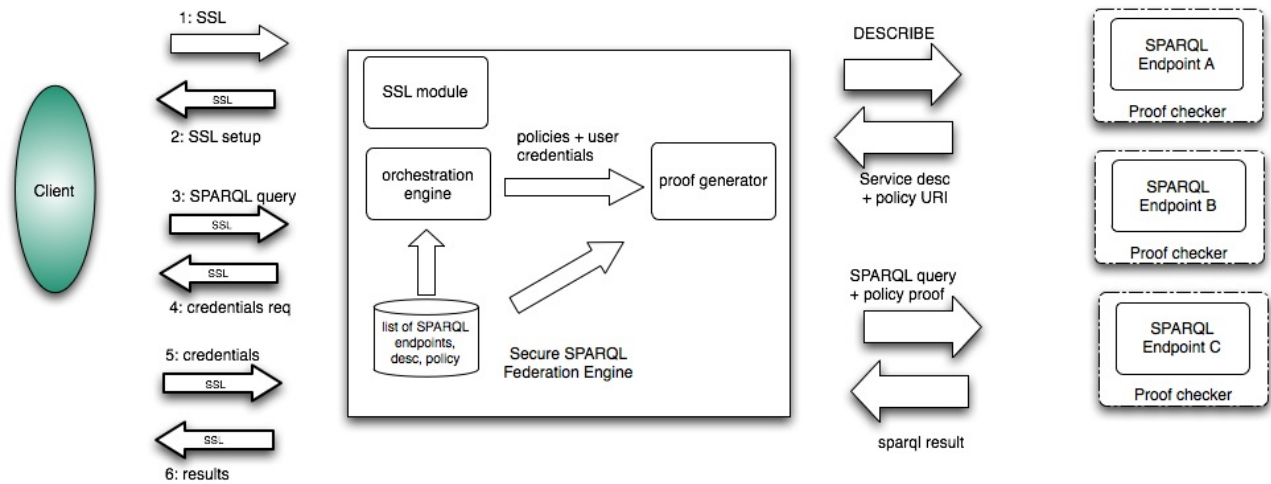 1: SSL
SSL
2: SSL setup
Client
3: SPARQL query
SSL
SSL
4: credentials req
5: credentials
SSL
SSL
6: results
SSL module
orchestration
engine
policies + user
credentials
proof generator
list of SPARQL
endpoints,
desc, policy
Secure SPARQL
Federation Engine
DESCRIBE
Service desc
+ policy URI
SPARQL query
+ policy proof
sparql result
SPARQL
Endpoint A
Proof checker
SPARQL
Endpoint B
Proof checker
SPARQL
Endpoint C
Proof checker